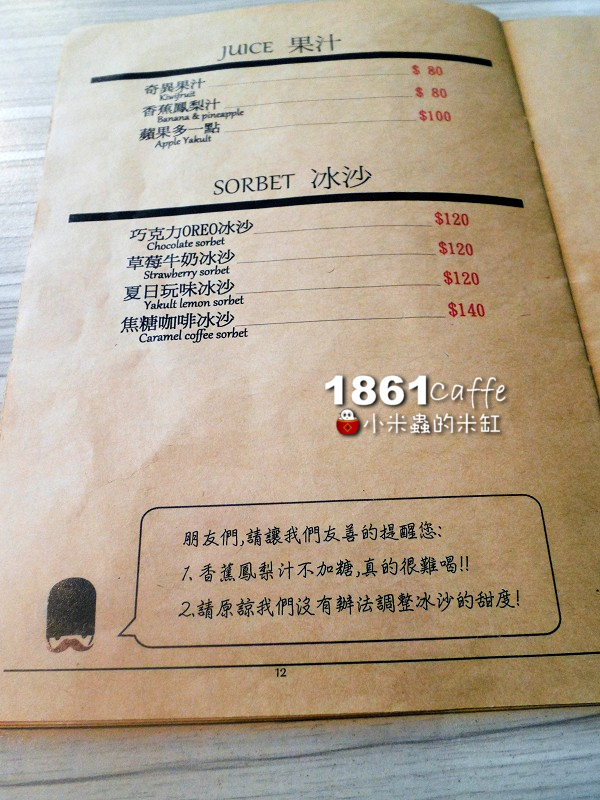 JUICE 果汁
奇異果汁 $ 80
Kiwifruit
香蕉鳳梨汁 $ 80
Banana & pineapple
蘋果多一點 $100
Apple Yakult
SORBET 冰沙
巧克力OREO冰沙 $120
Chocolate sorbet
草莓牛奶冰沙 $120
Strawberry sorbet
夏日玩味冰沙 $120
Yakult lemon sorbet
焦糖咖啡冰沙 $140
Caramel coffee sorbet
1861Caffe
小米蟲的米缸
朋友們,請讓我們友善的提醒您:
1. 香蕉鳳梨汁不加糖,真的很難喝!!
2.請原諒我們沒有辦法調整冰沙的甜度!
12